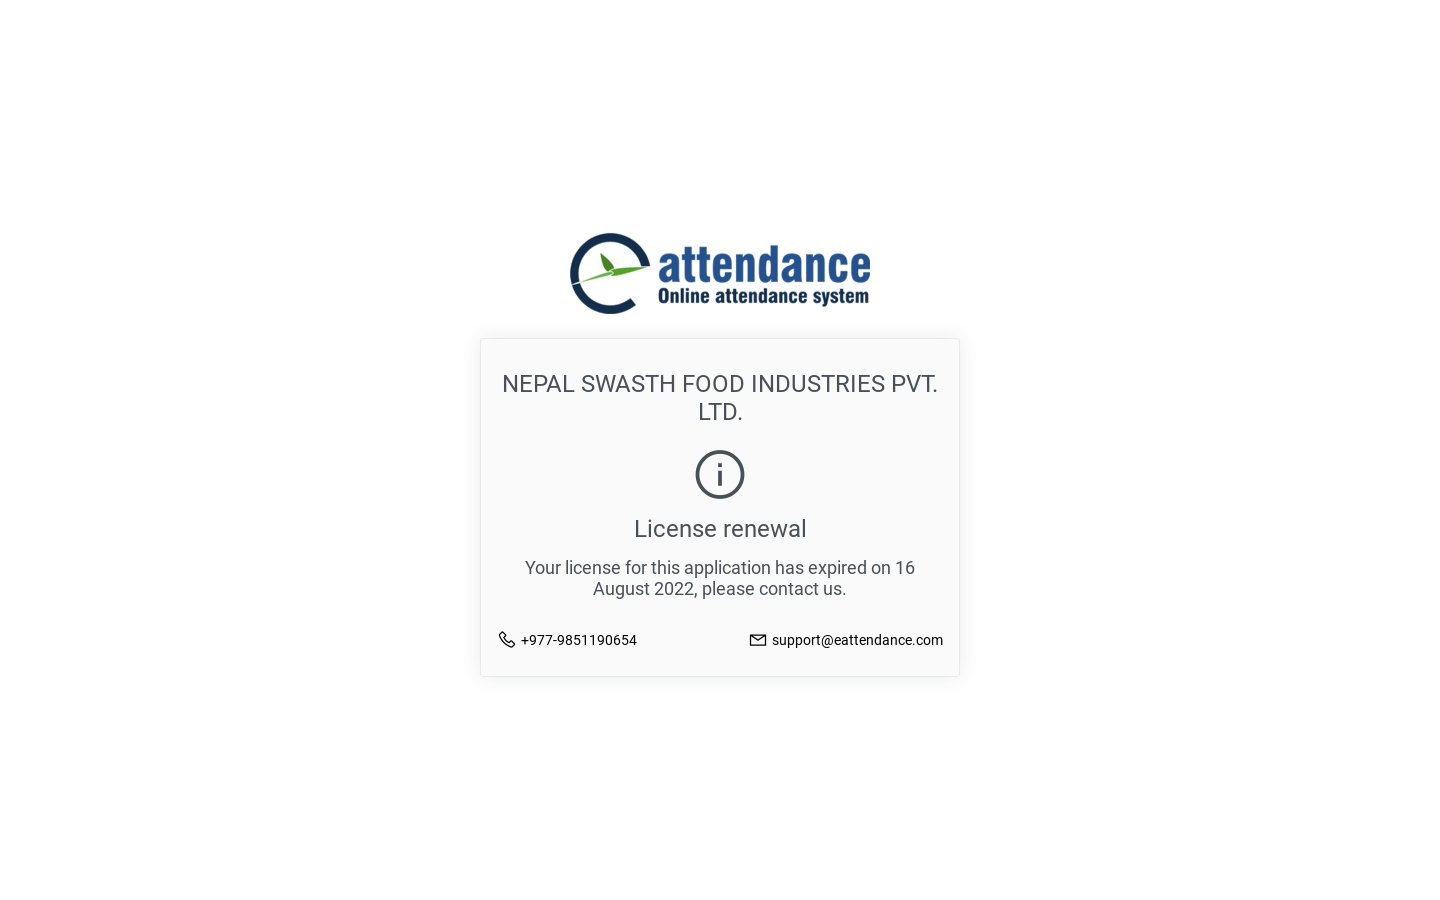 attendance
Online attendance system
NEPAL SWASTH FOOD INDUSTRIES PVT.
LTD.
License renewal
Your license for this application has expired on 16
August 2022, please contact us.
+977-9851190654
support@eattendance.com